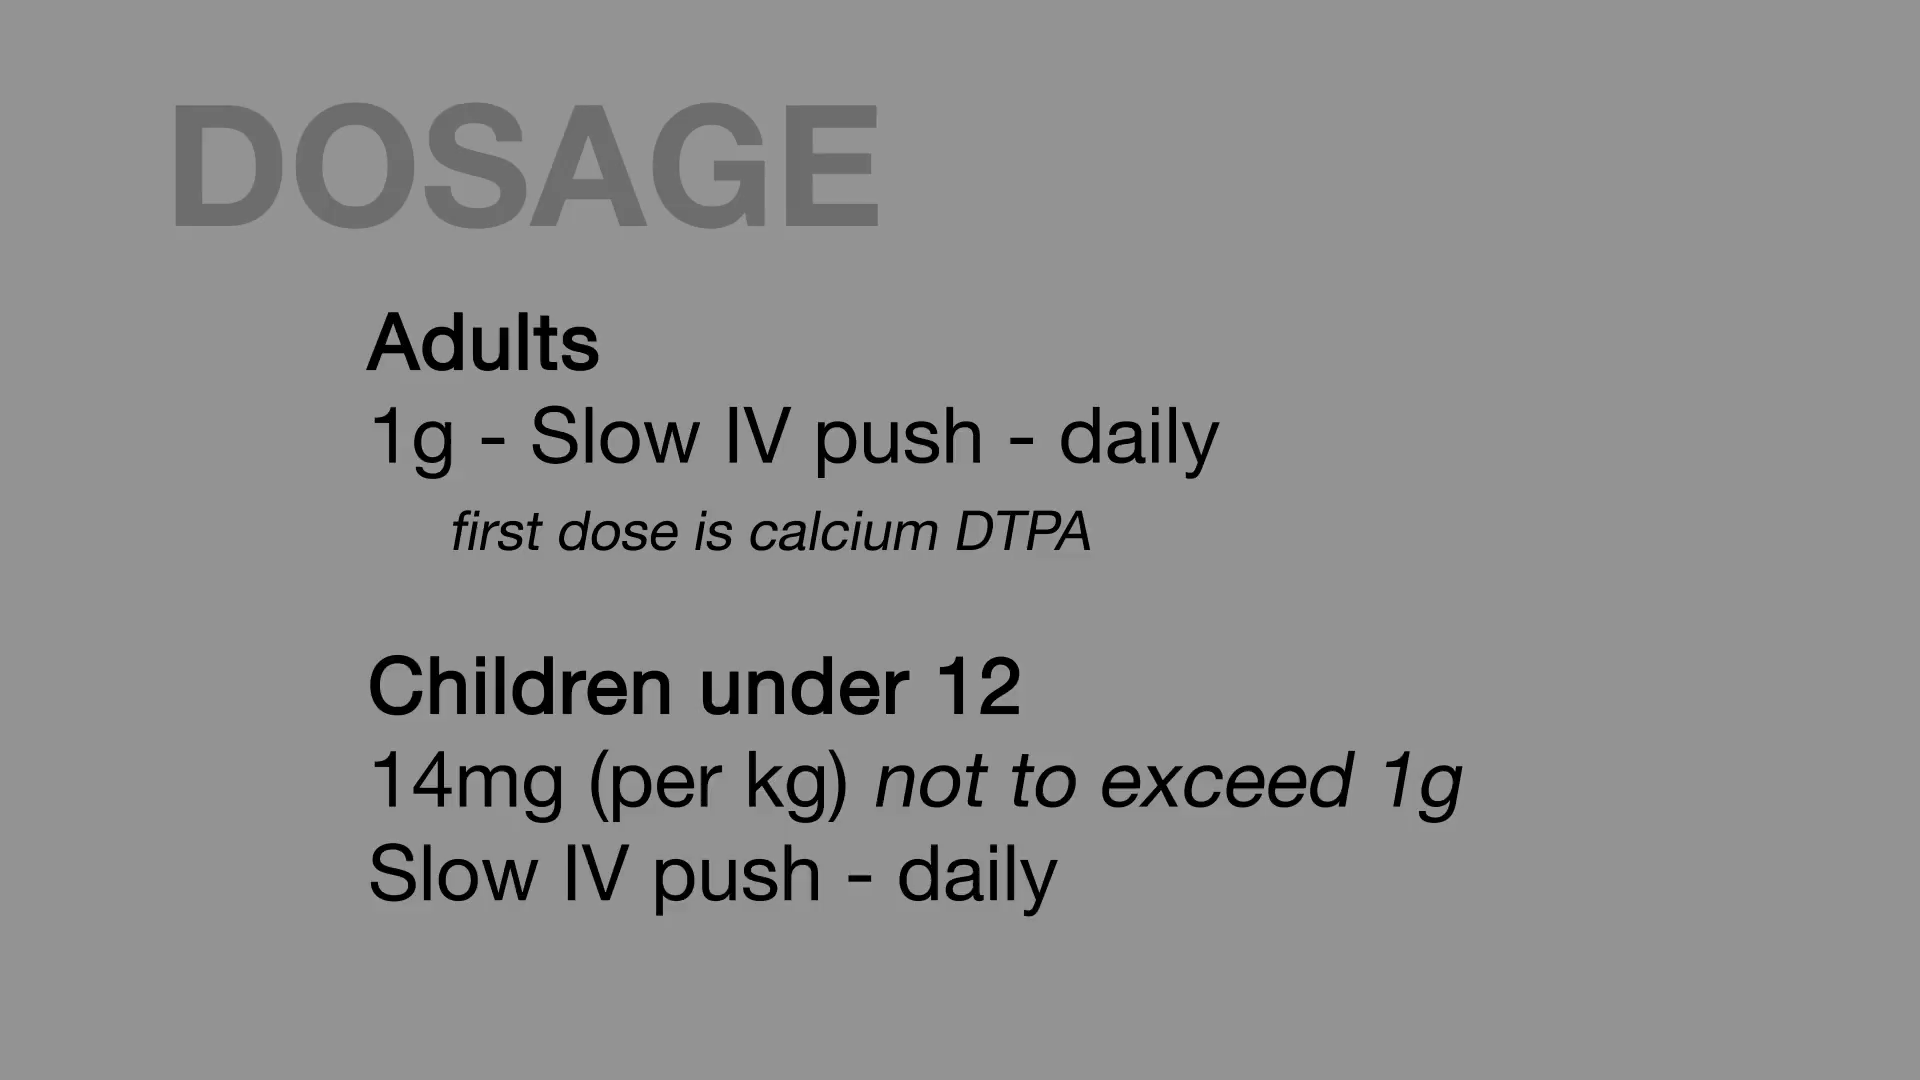 DOSAGE
Adults
1g - Slow IV push - daily
first dose is calcium DTPA
Children under 12
14mg (per kg) not to exceed 1g
Slow IV push - daily